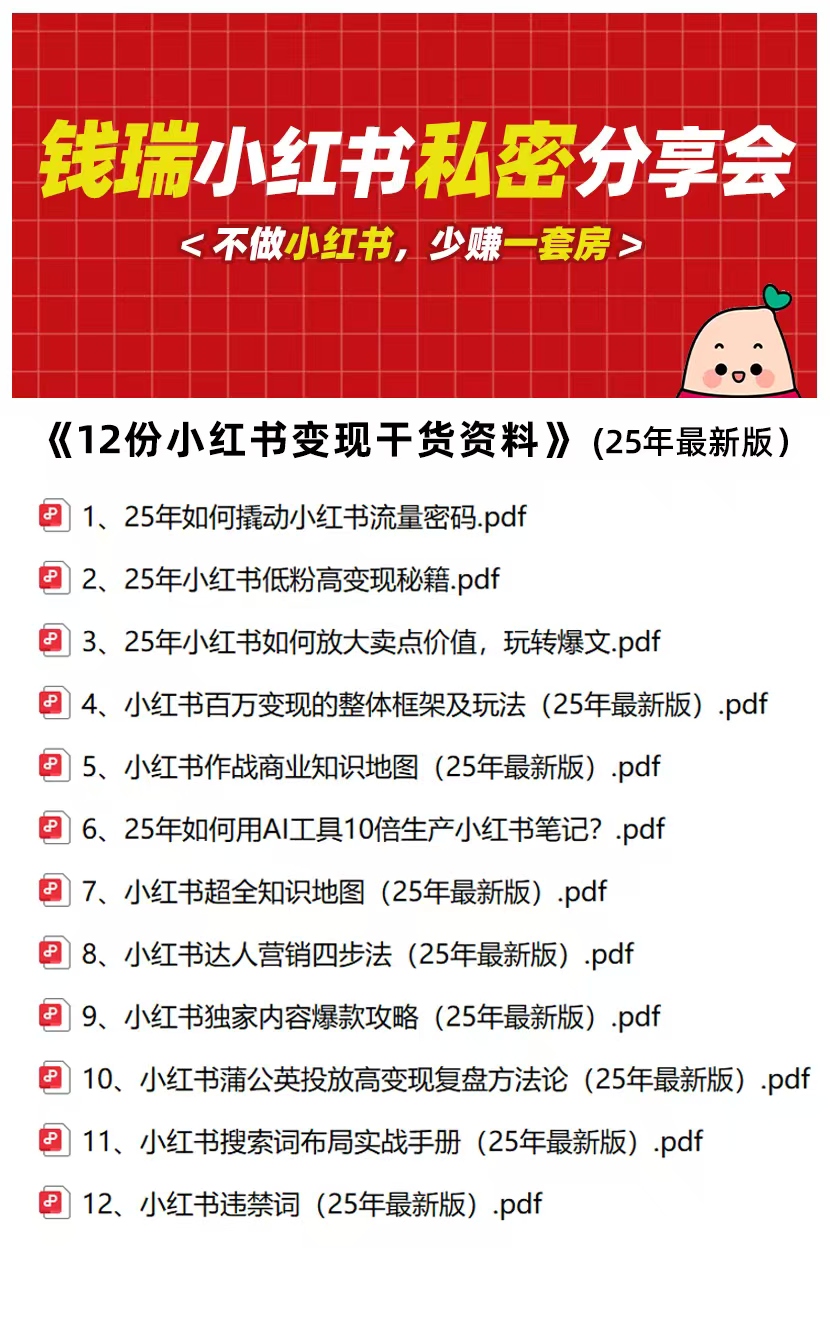 钱瑞小红书私密分享会
<不做小红书，少赚一套房>
《12份小红书变现干货资料》(25年最新版）
1、25年如何撬动小红书流量密码.pdf
2、25年小红书低粉高变现秘籍.pdf
3、25年小红书如何放大卖点价值，玩转爆文.pdf
4、小红书百万变现的整体框架及玩法（25年最新版）.pdf
5、小红书作战商业知识地图（25年最新版）.pdf
6、25年如何用AI工具10倍生产小红书笔记？.pdf
7、小红书超全知识地图（25年最新版）.pdf
8、小红书达人营销四步法（25年最新版）.pdf
9、小红书独家内容爆款攻略（25年最新版）.pdf
10、小红书蒲公英投放高变现复盘方法论（25年最新版）.pdf
11、小红书搜索词布局实战手册（25年最新版）.pdf
12、小红书违禁词（25年最新版）.pdf